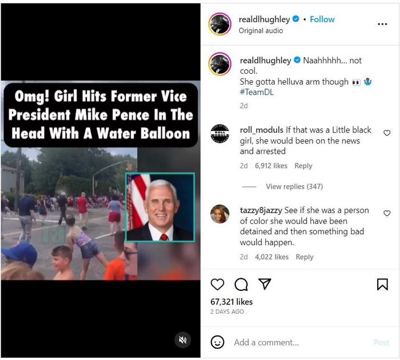 realdlhughley • Follow
Original audio
Omg! Girl Hits Former Vice
President Mike Pence In The
Head With A Water Balloon
realdlhughley Naahhhhh... not
cool.
She gotta helluva arm though 👀 🤷
#TeamDL
2d
roll_moduls If that was a Little black
girl, she would been on the news
and arrested
2d 6,912 likes Reply
View replies (347)
tazzy8jazzy See if she was a person
of color she would have been
detained and then something bad
would happen.
2d 4,022 likes Reply
67,321 likes
2 DAYS AGO
Add a comment...
Post